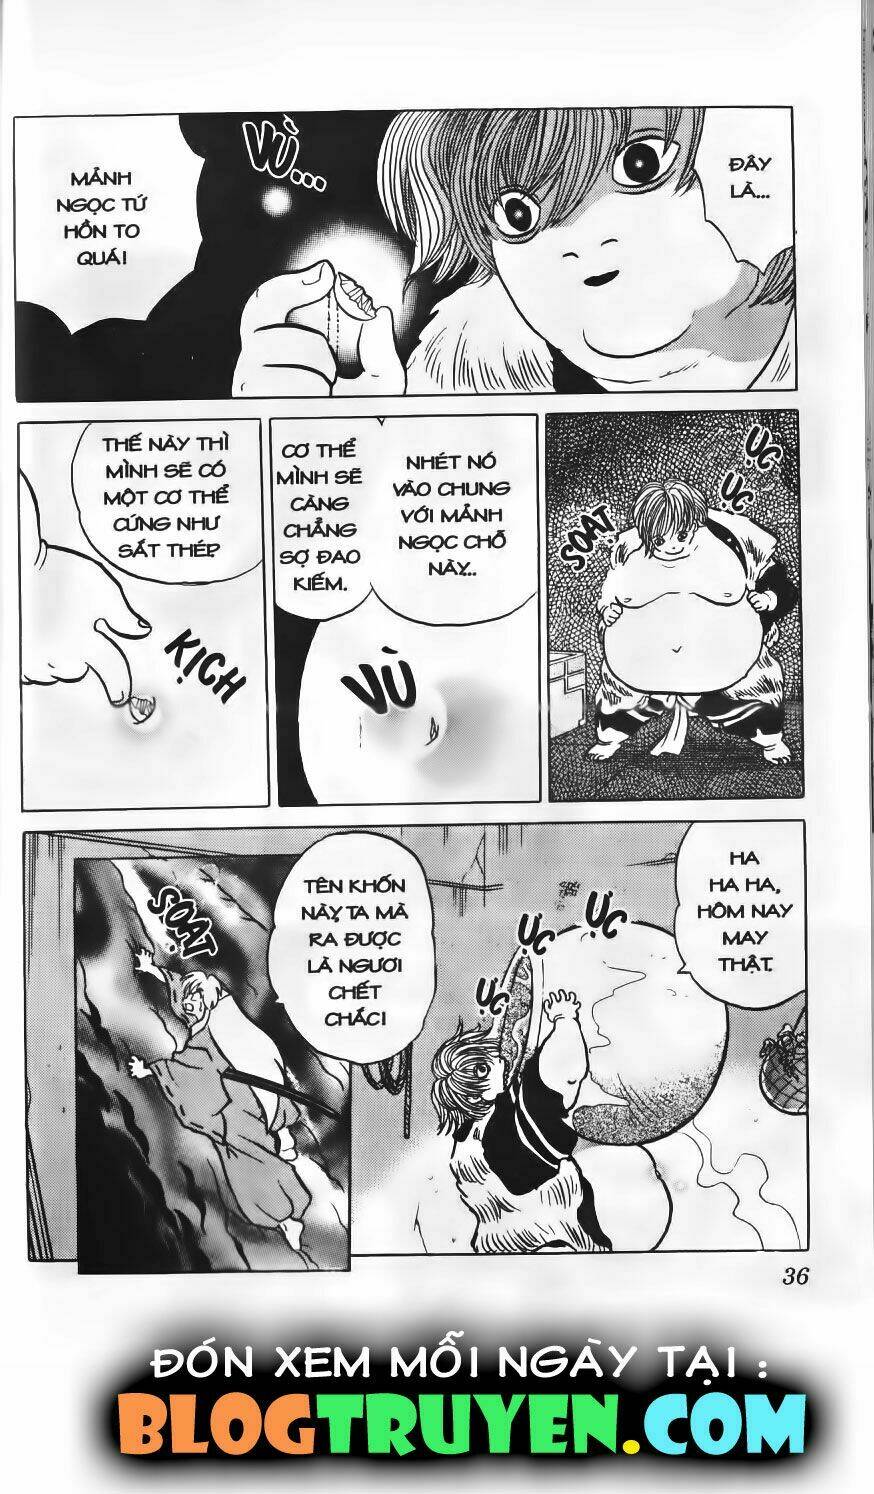 ĐÂY
LÀ...
VÙ...
MẢNH
NGỌC TỨ
HỒN TO
QUÁ!
ỰC
ỰC
SOẠT
NHÉT NÓ
VÀO CHUNG
VỚI MẢNH
NGỌC CHỖ
NÀY...
CƠ THỂ
MÌNH SẼ
CÀNG
CHẲNG
SỢ ĐAO
KIẾM.
VÙ
THẾ NÀY THÌ
MÌNH SẼ CÓ
MỘT CƠ THỂ
CỨNG NHƯ
SẮT THÉP.
KỊCH
HA
HA HA,
HÔM NAY
MAY
THẬT.
ỰC
ỰC
ỰC
ỰC
TÊN KHỐN
NÀY, TA MÀ
RA ĐƯỢC
LÀ NGƯƠI
CHẾT
CHẮC!
SOẠT
36
ĐÓN XEM MỖI NGÀY TẠI :
BLOGTRUYEN.COM